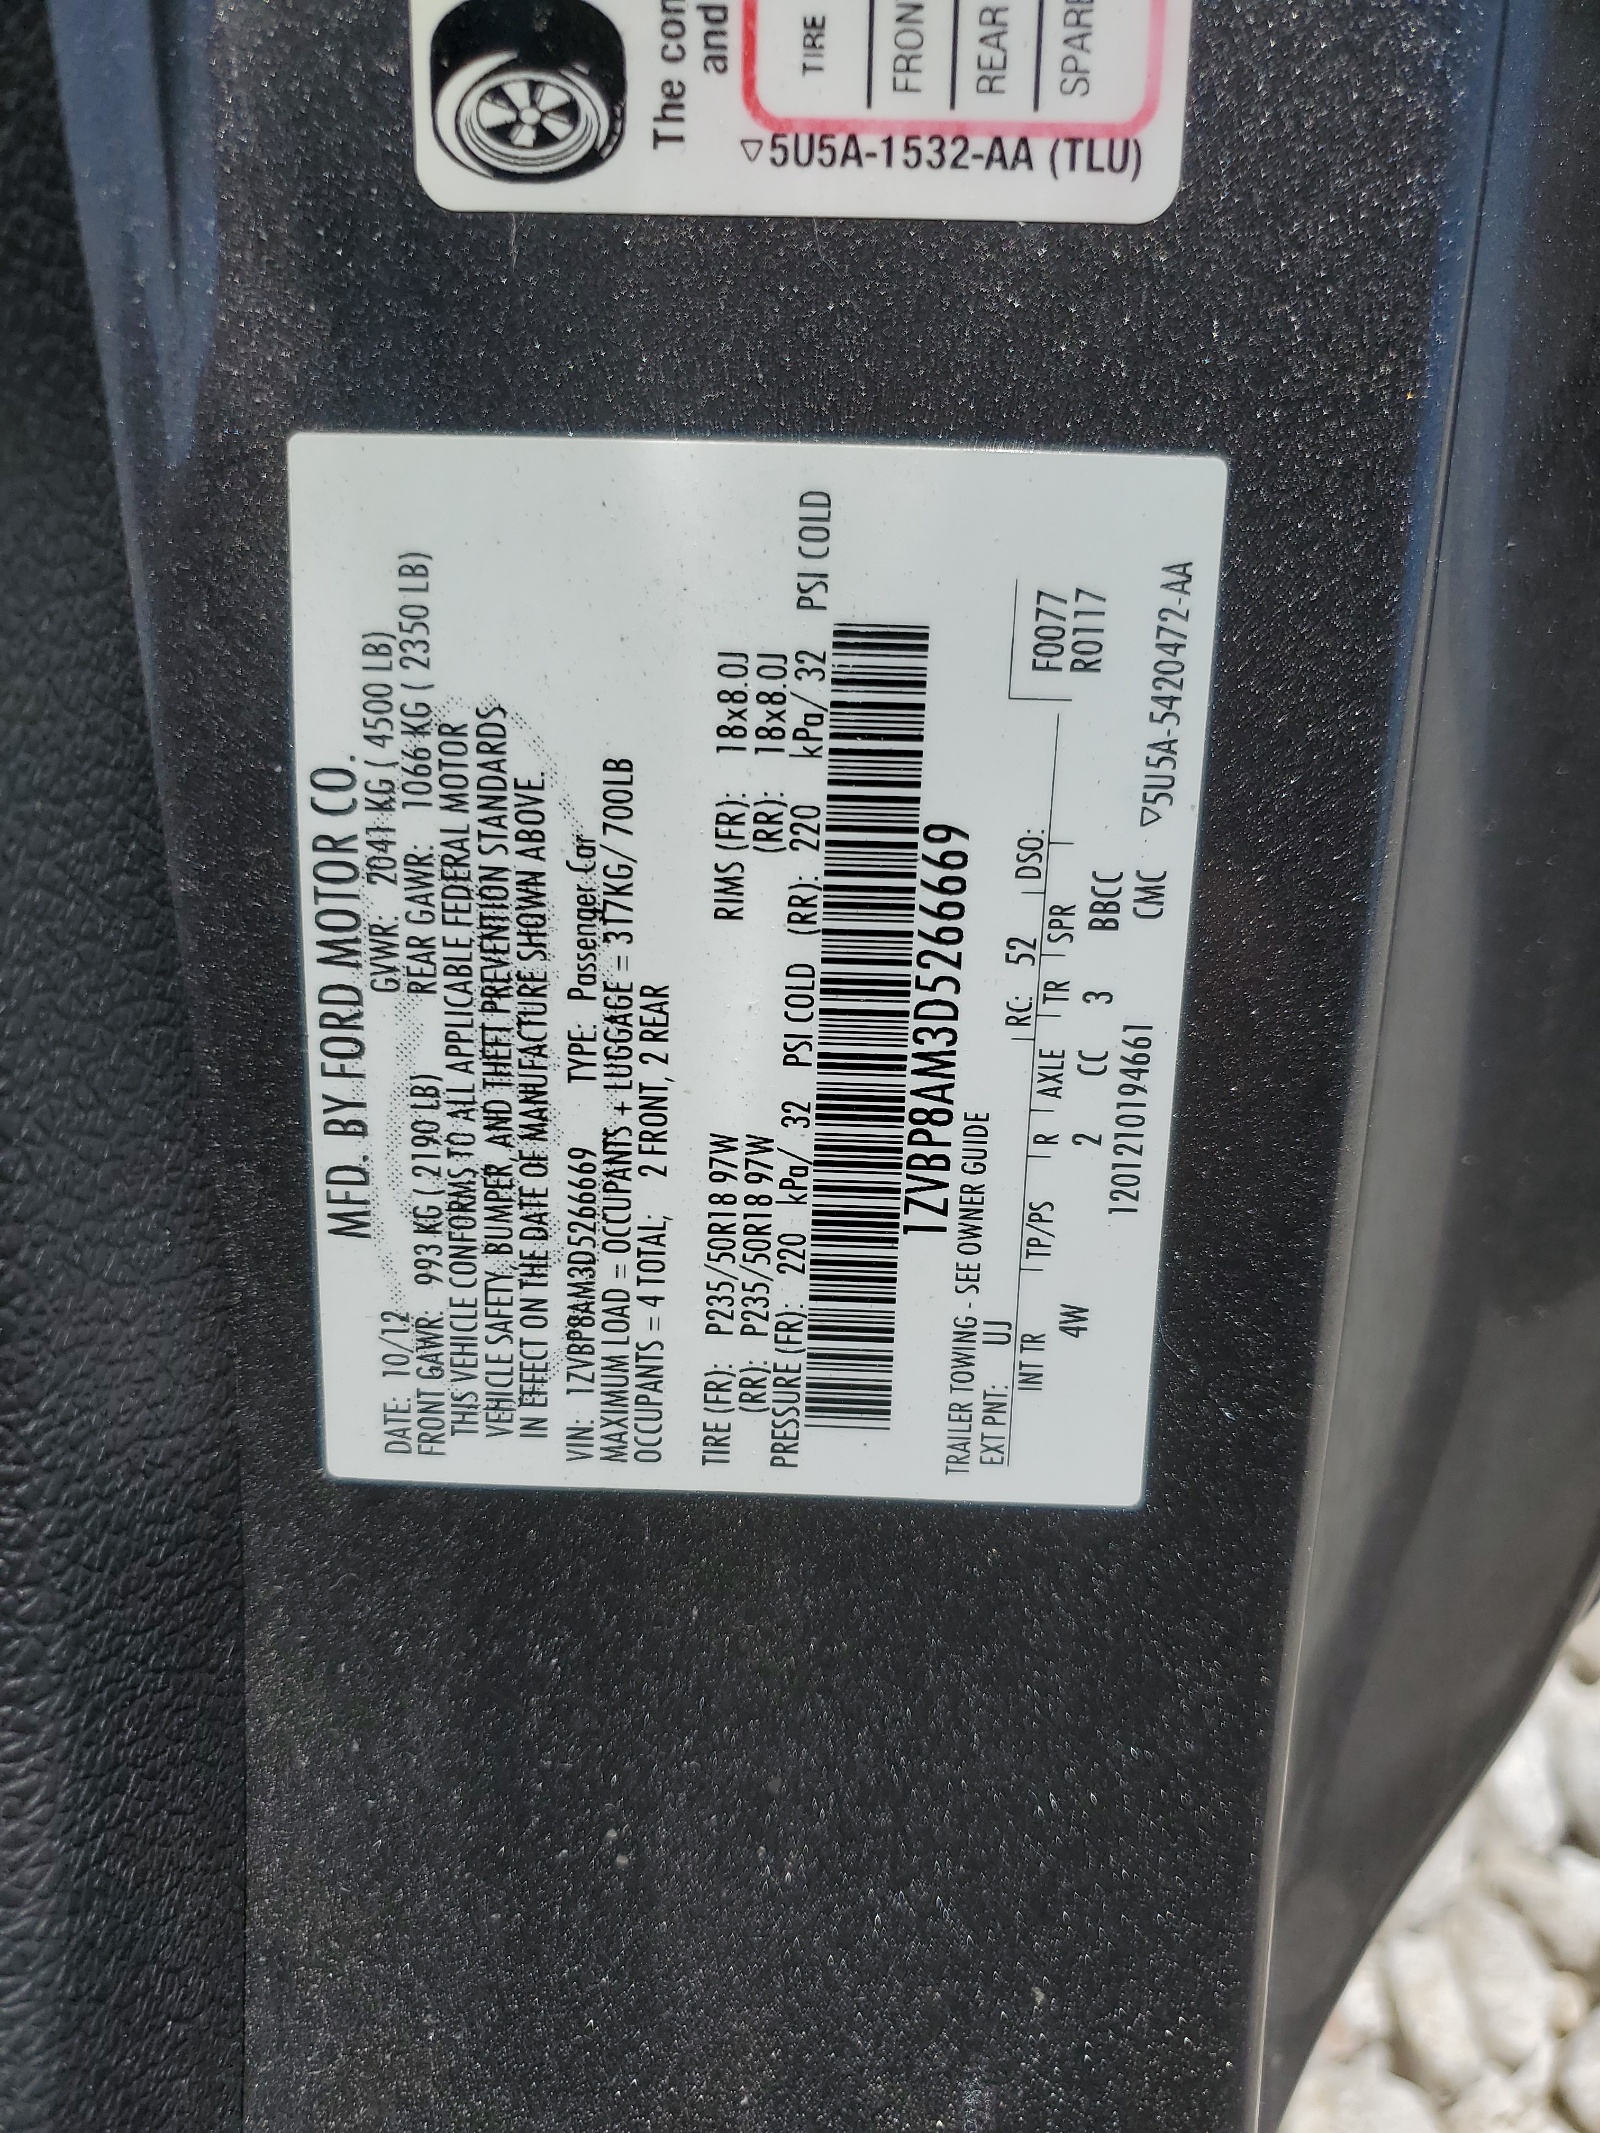 MFD. BY FORD MOTOR CO.
DATE: 10/12 GVWR: 2041 KG ( 4500 LB)
FRONT GAWR: 993 KG ( 2190 LB) REAR GAWR: 1066 KG ( 2350 LB)
THIS VEHICLE CONFORMS TO ALL APPLICABLE FEDERAL MOTOR
VEHICLE SAFETY, BUMPER, AND THEFT PREVENTION STANDARDS
IN EFFECT ON THE DATE OF MANUFACTURE SHOWN ABOVE.
VIN: 1ZVBP8AM3D5266669 TYPE: Passenger Car
MAXIMUM LOAD = OCCUPANTS + LUGGAGE = 317KG/ 700LB
OCCUPANTS = 4 TOTAL; 2 FRONT, 2 REAR
TIRE (FR): P235/50R18 97W RIMS (FR): 18x8.0J
(RR): P235/50R18 97W (RR): 18x8.0J
PRESSURE (FR): 220 kPa/ 32 PSI COLD (RR): 220 kPa/ 32 PSI COLD
1ZVBP8AM3D5266669
TRAILER TOWING - SEE OWNER GUIDE
EXT PNT: UJ RC: 52 DSO:
INT TR TP/PS R AXLE TR SPR
4W 2 CC 3 BBCC
F0077
R0117
1201210194661 CMC
▽5U5A-5420472-AA
The con
and
TIRE
FRON
REAR
SPARE
▽5U5A-1532-AA (TLU)